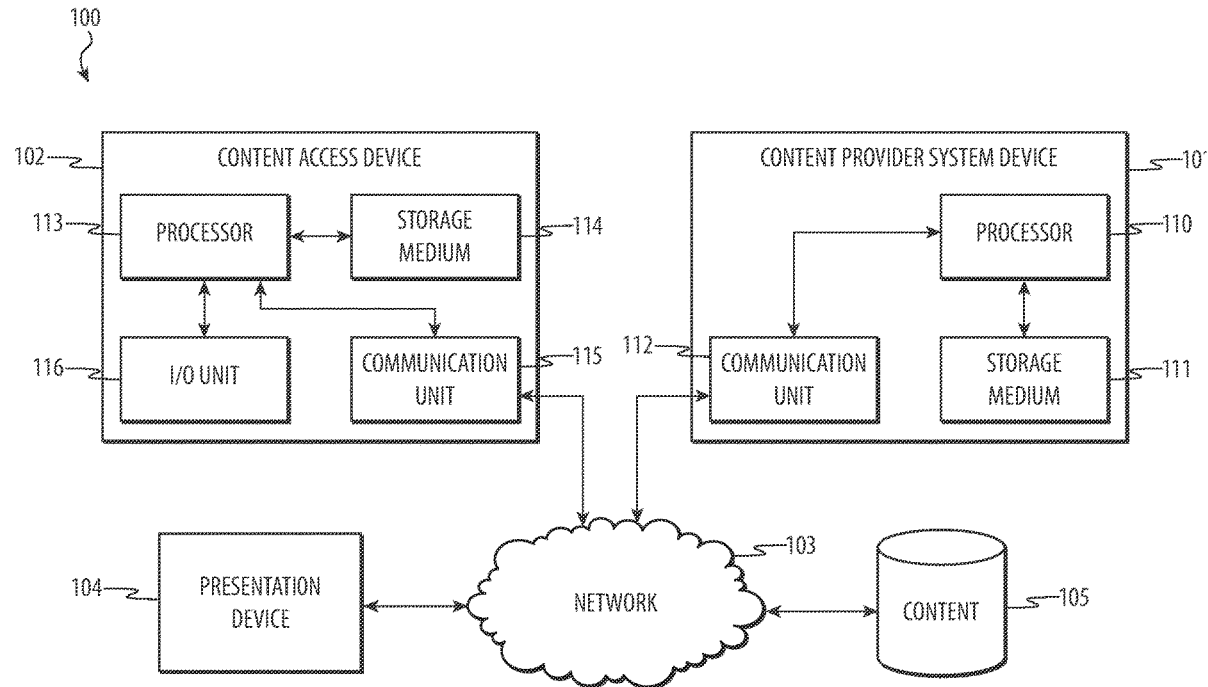 100
102
CONTENT ACCESS DEVICE
113
PROCESSOR
STORAGE
MEDIUM
114
116
I/O UNIT
COMMUNICATION
UNIT
115
CONTENT PROVIDER SYSTEM DEVICE
PROCESSOR
110
112
COMMUNICATION
UNIT
STORAGE
MEDIUM
111
104
PRESENTATION
DEVICE
NETWORK
103
CONTENT
105